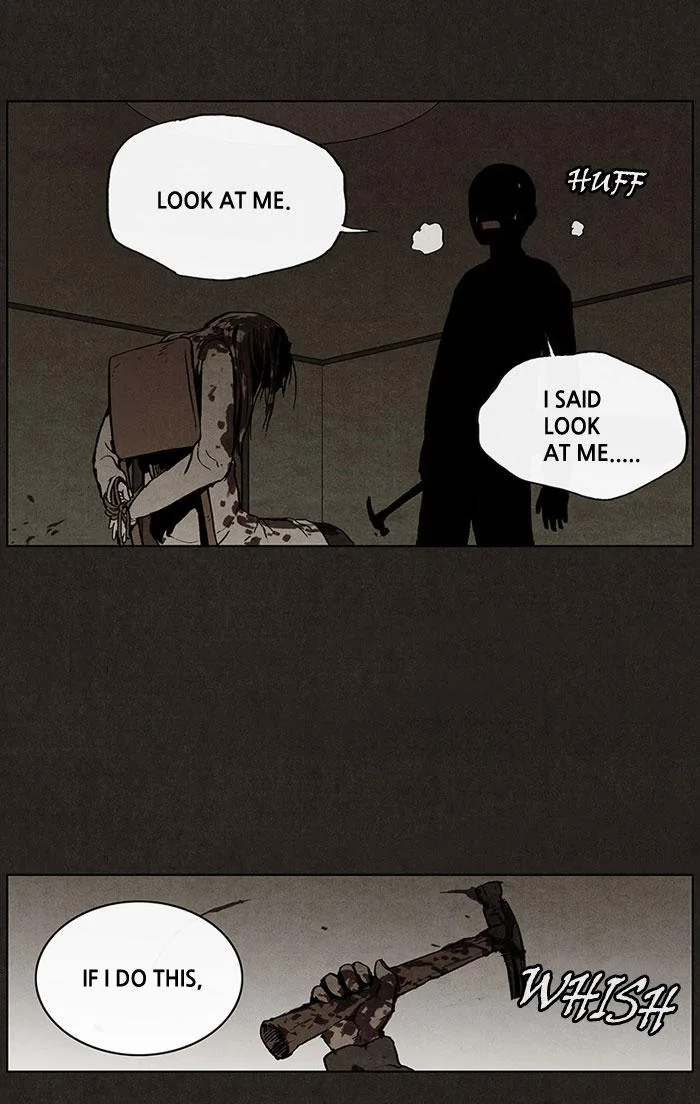 LOOK AT ME.
HUFF
I SAID
LOOK
AT ME.....
IF I DO THIS,
WHISH